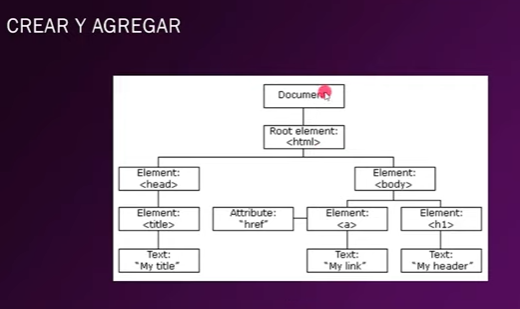 CREAR Y AGREGAR
Document
Root element:
<html>
Element:
<head>
Element:
<body>
Element:
<title>
Attribute:
"href"
Element:
<a>
Element:
<h1>
Text:
"My title"
Text:
"My link"
Text:
"My header"